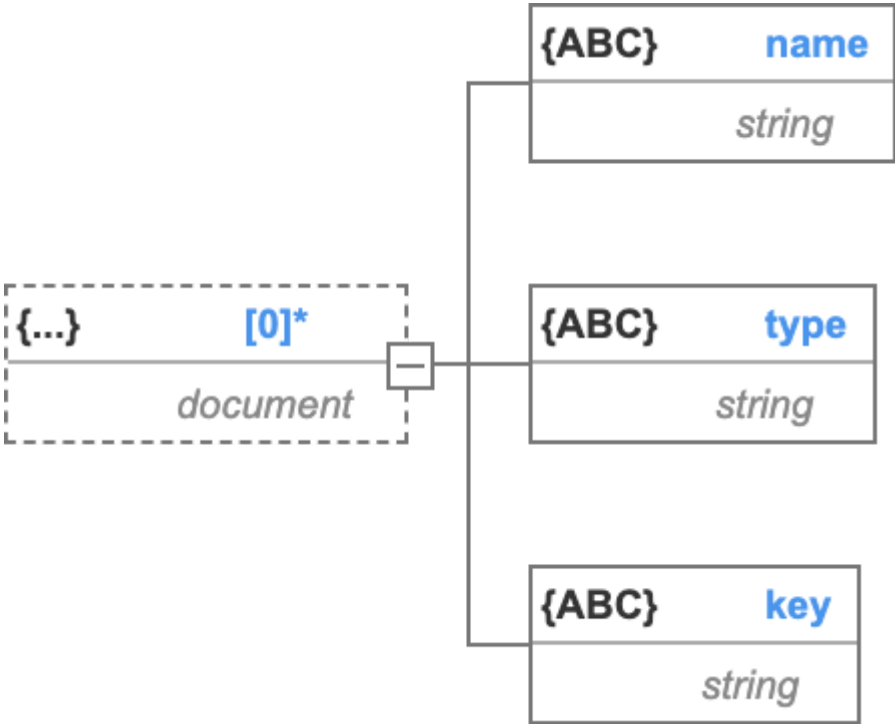 {ABC} name
string
{...} [0]*
document
{ABC} type
string
{ABC} key
string